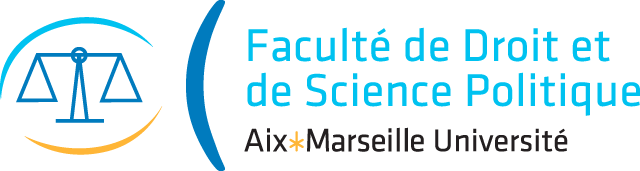 Faculté de Droit et
de Science Politique
Aix*Marseille Université